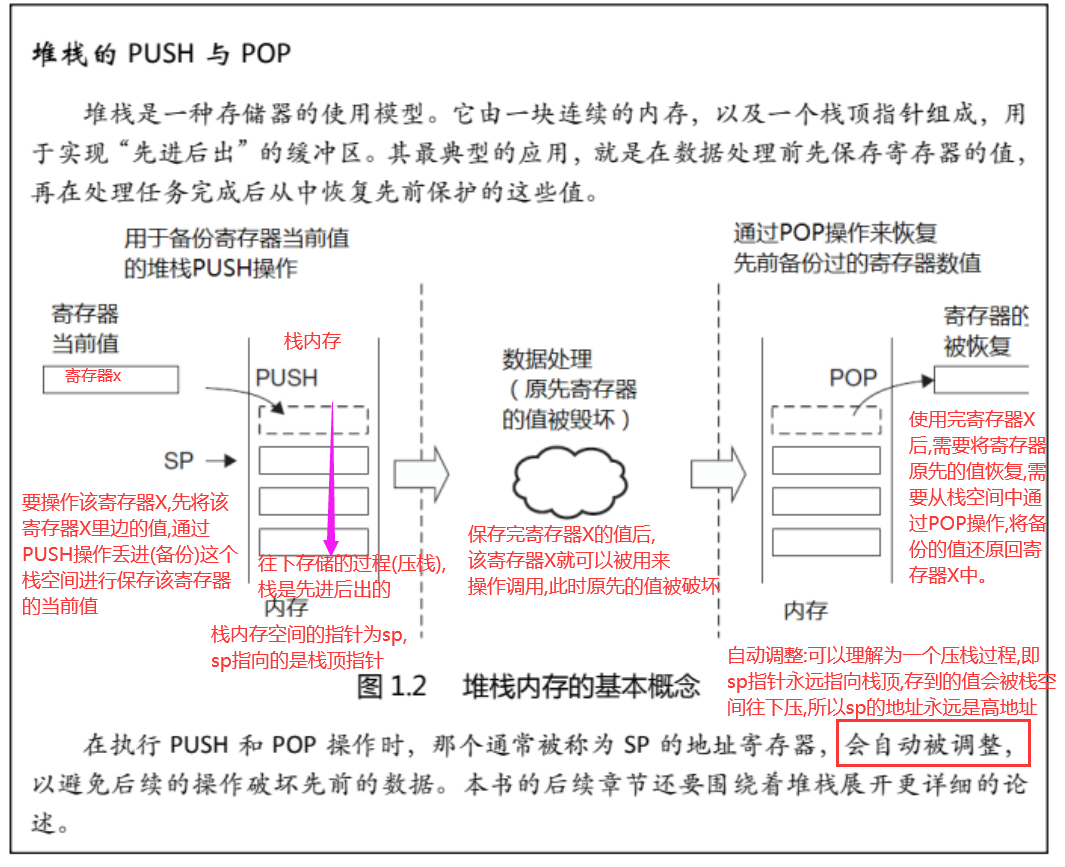 堆栈的 PUSH 与 POP
堆栈是一种存储器的使用模型。它由一块连续的内存，以及一个栈顶指针组成，用
于实现“先进后出”的缓冲区。其最典型的应用，就是在数据处理前先保存寄存器的值，
再在处理任务完成后从中恢复先前保护的这些值。
用于备份寄存器当前值
的堆栈PUSH操作
通过POP操作来恢复
先前备份过的寄存器数值
寄存器
当前值
寄存器x
栈内存
PUSH
SP
数据处理
（原先寄存器
的值被毁坏）
POP
寄存器的
被恢复
要操作该寄存器X,先将该
寄存器X里边的值,通过
PUSH操作丢进(备份)这个
栈空间进行保存该寄存器
的当前值
往下存储的过程(压栈),
栈是先进后出的
内存
栈内存空间的指针为sp,
sp指向的是栈顶指针
保存完寄存器X的值后,
该寄存器X就可以被用来
操作调用,此时原先的值被破坏
使用完寄存器X
后,需要将寄存器
原先的值恢复,需
要从栈空间中通
过POP操作,将备
份的值还原回寄
存器X中。
内存
自动调整:可以理解为一个压栈过程,即
sp指针永远指向栈顶,存到的值会被栈空
间往下压,所以sp的地址永远是高地址
图 1.2 堆栈内存的基本概念
在执行 PUSH 和 POP 操作时，那个通常被称为 SP 的地址寄存器，会自动被调整，
以避免后续的操作破坏先前的数据。本书的后续章节还要围绕着堆栈展开更详细的论
述。